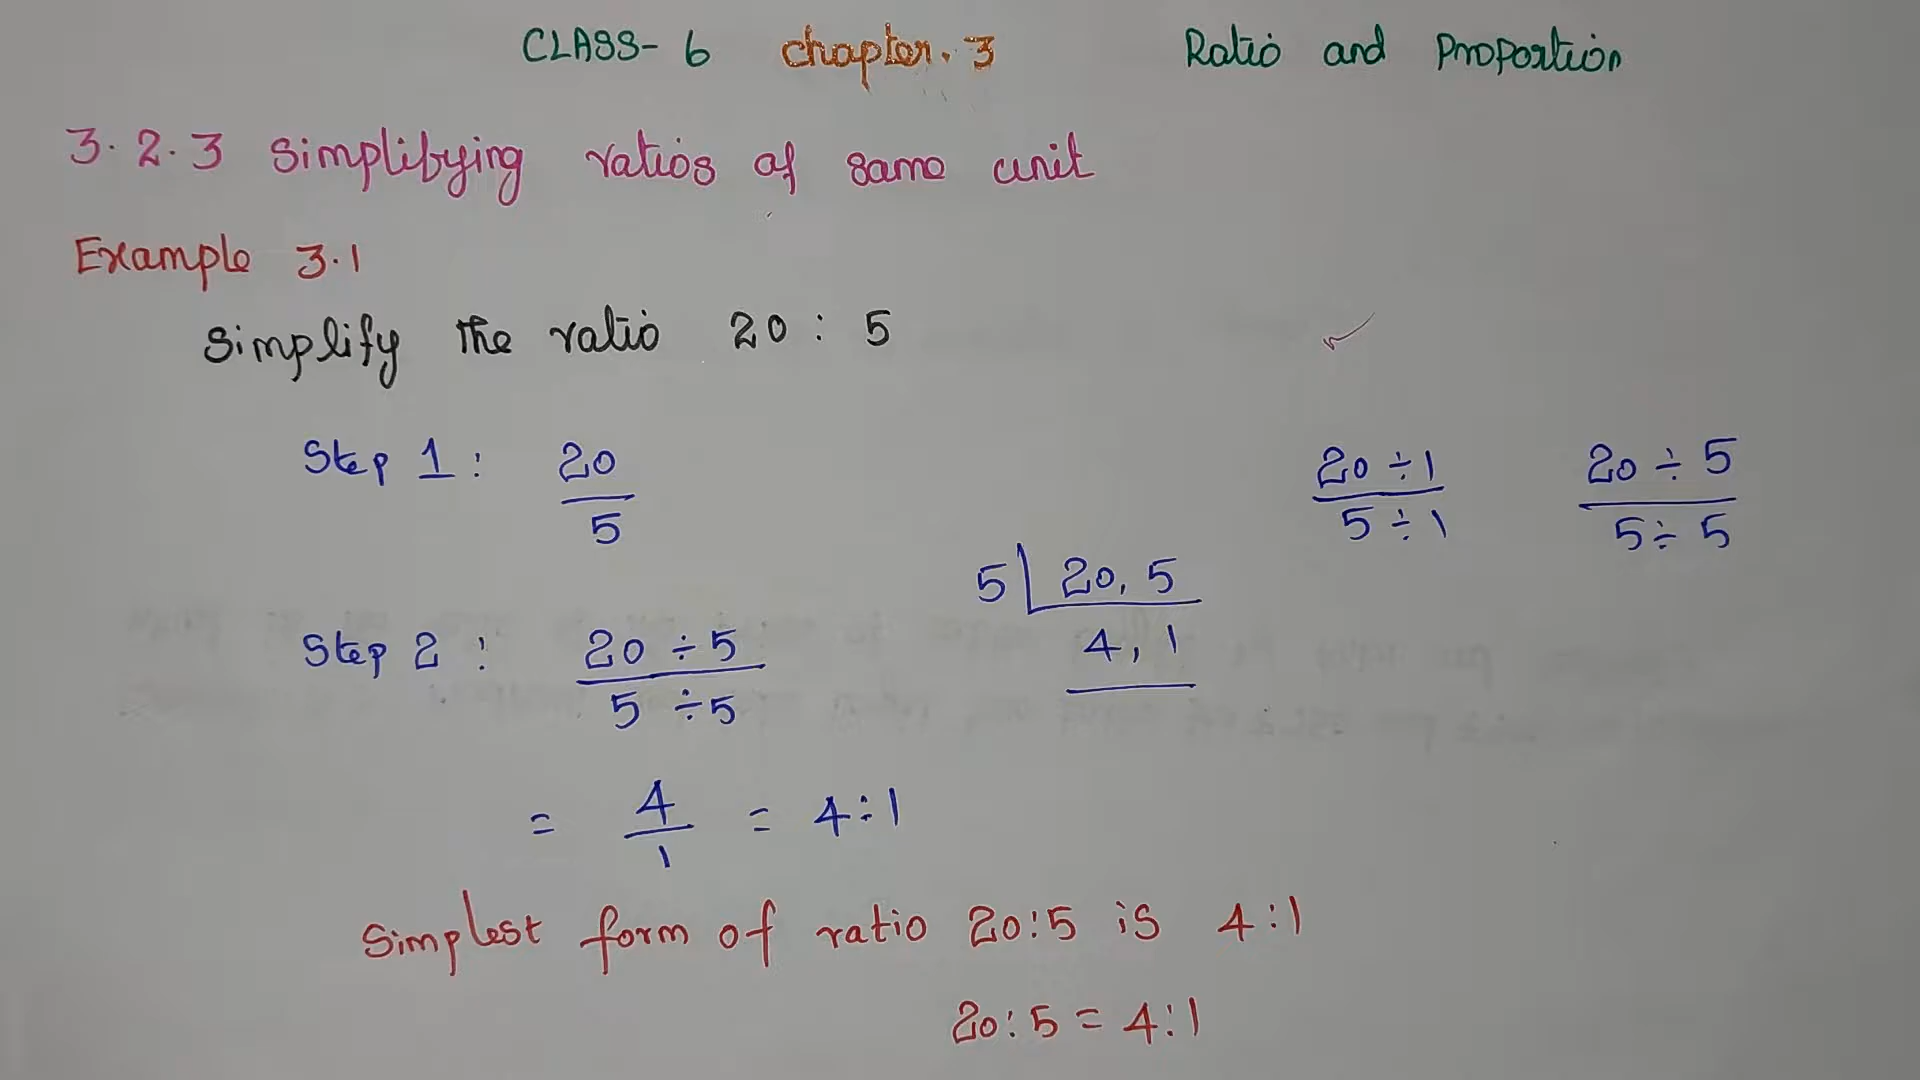 CLASS- 6 chapter. 3 Ratio and Proportion
3.2.3 simplifying ratios of same unit
Example 3.1
Simplify the ratio 20 : 5
Step 1 : 20/5
20 ÷ 1 / 5 ÷ 1
20 ÷ 5 / 5 ÷ 5
5 | 20, 5
4, 1
Step 2 : 20 ÷ 5 / 5 ÷ 5
= 4/1 = 4:1
Simplest form of ratio 20:5 is 4:1
20:5 = 4:1